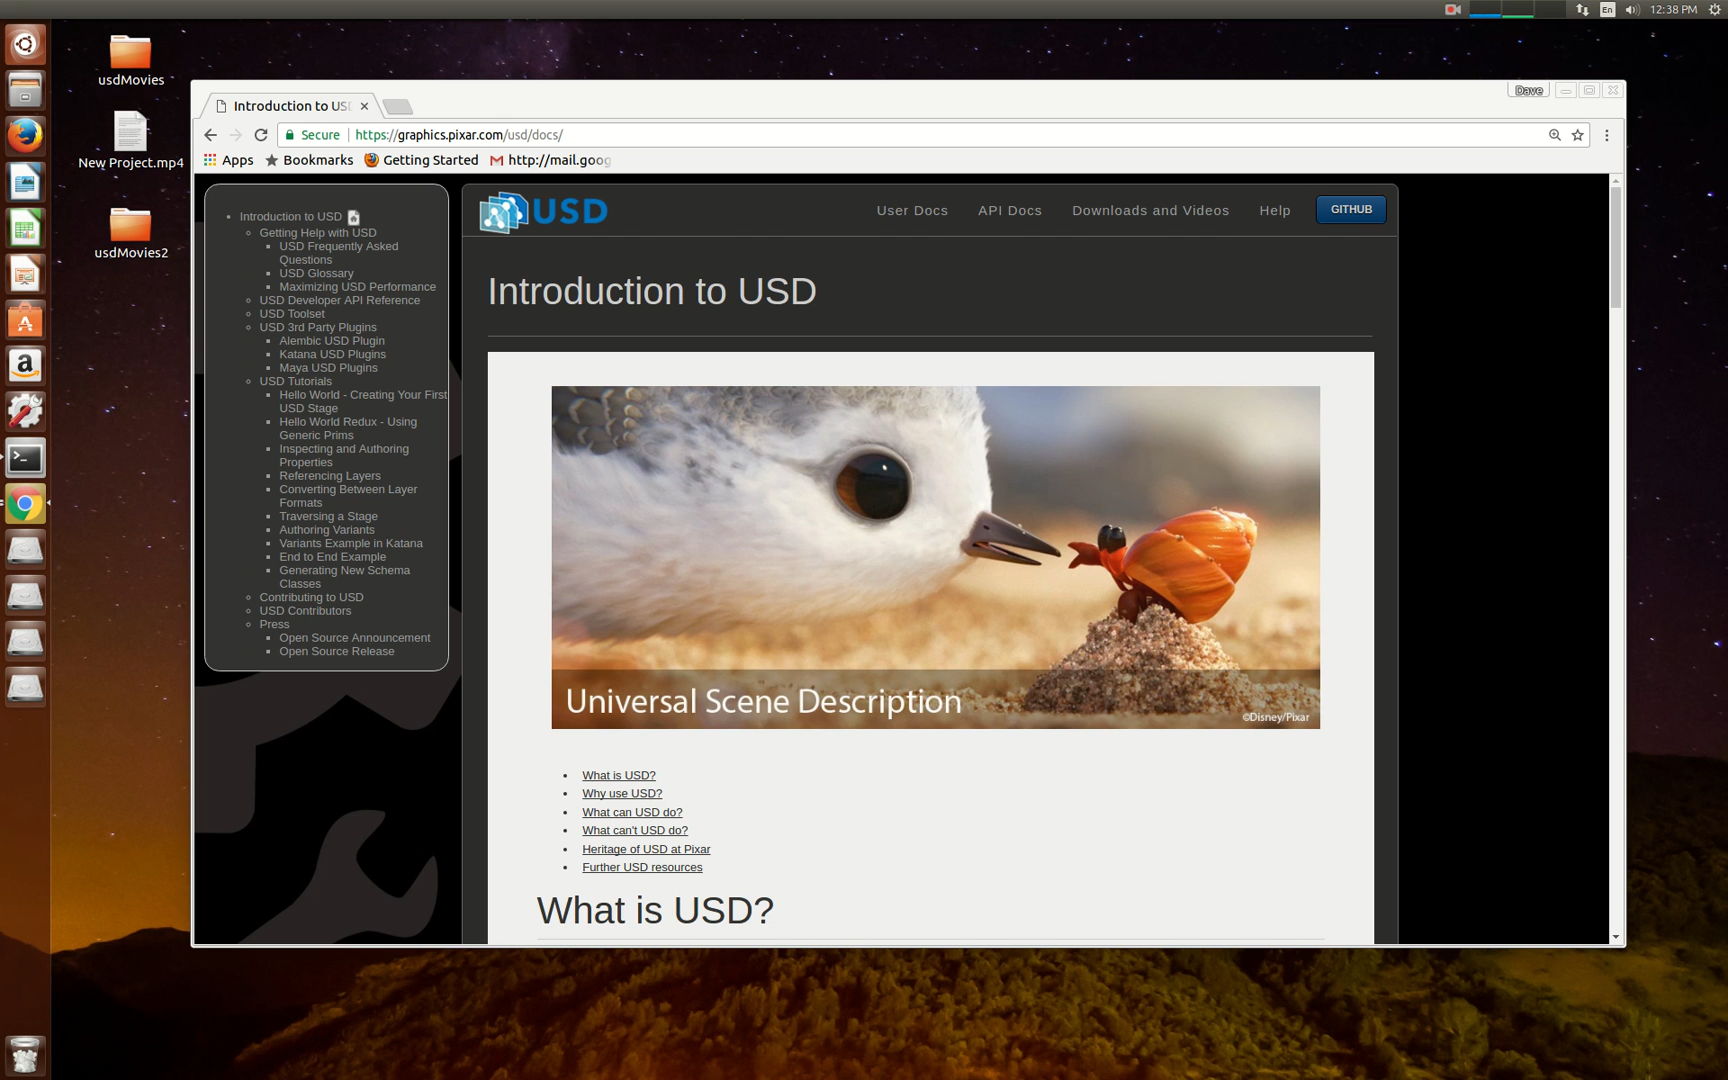 En
12:38 PM
usdMovies
New Project.mp4
usdMovies2
Dave
Introduction to US
Secure
https://graphics.pixar.com/usd/docs/
Apps
Bookmarks
Getting Started
http://mail.goog
Introduction to USD
Getting Help with USD
USD Frequently Asked
Questions
USD Glossary
Maximizing USD Performance
USD Developer API Reference
USD Toolset
USD 3rd Party Plugins
Alembic USD Plugin
Katana USD Plugins
Maya USD Plugins
USD Tutorials
Hello World - Creating Your First
USD Stage
Hello World Redux - Using
Generic Prims
Inspecting and Authoring
Properties
Referencing Layers
Converting Between Layer
Formats
Traversing a Stage
Authoring Variants
Variants Example in Katana
End to End Example
Generating New Schema
Classes
Contributing to USD
USD Contributors
Press
Open Source Announcement
Open Source Release
USD
User Docs
API Docs
Downloads and Videos
Help
GITHUB
Introduction to USD
Universal Scene Description
©Disney/Pixar
What is USD?
Why use USD?
What can USD do?
What can't USD do?
Heritage of USD at Pixar
Further USD resources
What is USD?